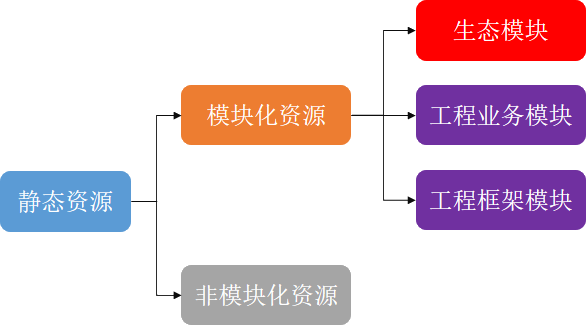 生态模块
模块化资源
工程业务模块
静态资源
工程框架模块
非模块化资源